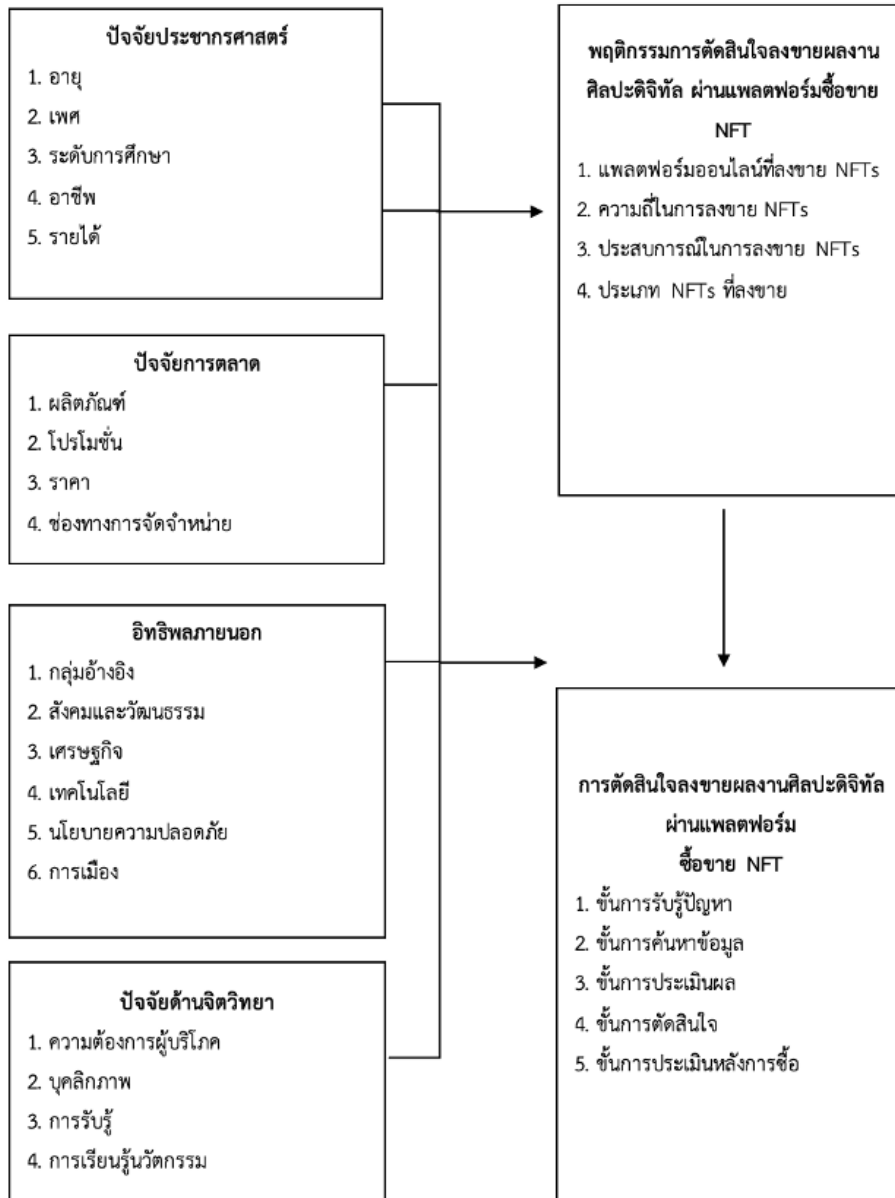 ปัจจัยประชากรศาสตร์
1. อายุ
2. เพศ
3. ระดับการศึกษา
4. อาชีพ
5. รายได้
ปัจจัยการตลาด
1. ผลิตภัณฑ์
2. โปรโมชั่น
3. ราคา
4. ช่องทางการจัดจำหน่าย
อิทธิพลภายนอก
1. กลุ่มอ้างอิง
2. สังคมและวัฒนธรรม
3. เศรษฐกิจ
4. เทคโนโลยี
5. นโยบายความปลอดภัย
6. การเมือง
ปัจจัยด้านจิตวิทยา
1. ความต้องการผู้บริโภค
2. บุคลิกภาพ
3. การรับรู้
4. การเรียนรู้นวัตกรรม
พฤติกรรมการตัดสินใจลงขายผลงาน
ศิลปะดิจิทัล ผ่านแพลตฟอร์มซื้อขาย
NFT
1. แพลตฟอร์มออนไลน์ที่ลงขาย NFTs
2. ความถี่ในการลงขาย NFTs
3. ประสบการณ์ในการลงขาย NFTs
4. ประเภท NFTs ที่ลงขาย
การตัดสินใจลงขายผลงานศิลปะดิจิทัล
ผ่านแพลตฟอร์ม
ซื้อขาย NFT
1. ขั้นการรับรู้ปัญหา
2. ขั้นการค้นหาข้อมูล
3. ขั้นการประเมินผล
4. ขั้นการตัดสินใจ
5. ขั้นการประเมินหลังการซื้อ